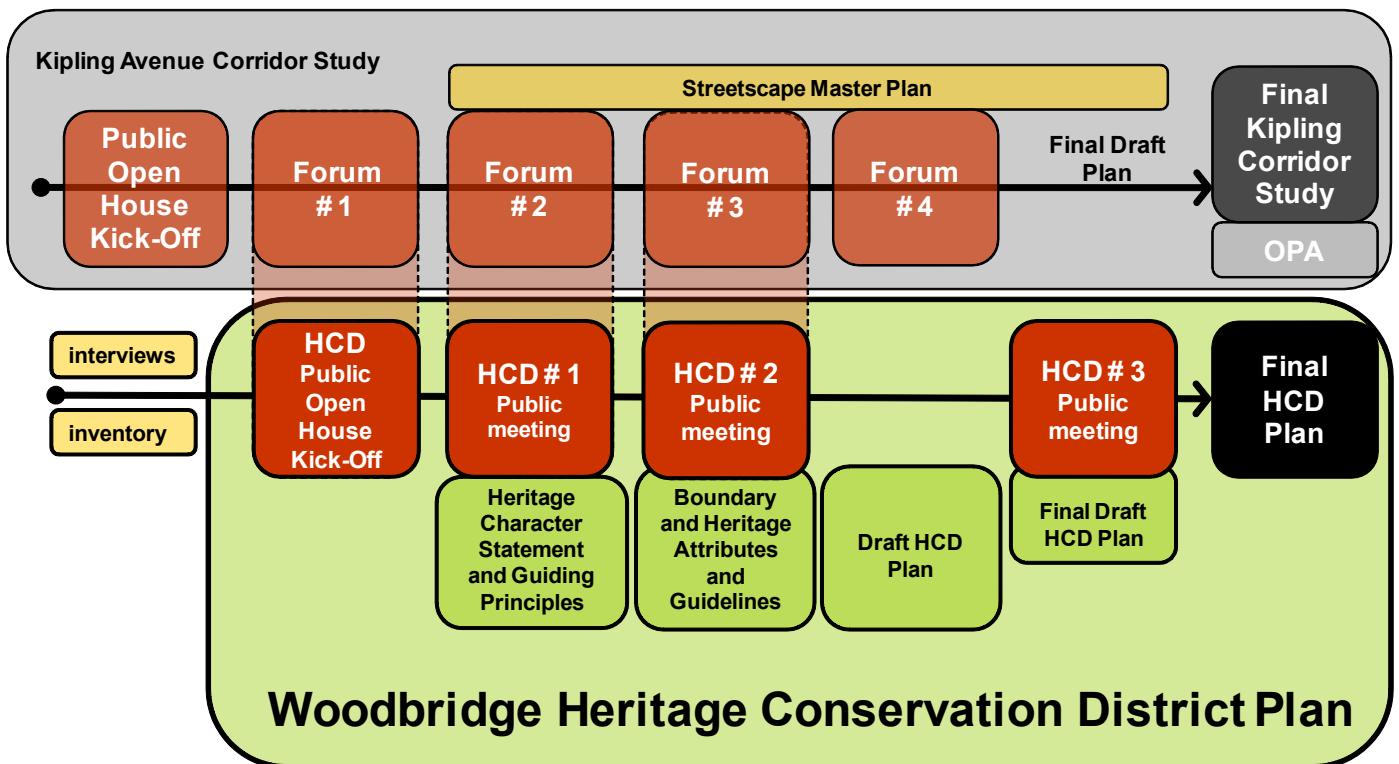 Kipling Avenue Corridor Study
Streetscape Master Plan
Public
Open
House
Kick-Off
Forum
# 1
Forum
# 2
Forum
# 3
Forum
# 4
Final Draft
Plan
Final
Kipling
Corridor
Study
OPA
interviews
inventory
HCD
Public
Open
House
Kick-Off
HCD # 1
Public
meeting
HCD # 2
Public
meeting
HCD # 3
Public
meeting
Final
HCD
Plan
Heritage
Character
Statement
and Guiding
Principles
Boundary
and Heritage
Attributes
and
Guidelines
Draft HCD
Plan
Final Draft
HCD Plan
Woodbridge Heritage Conservation District Plan